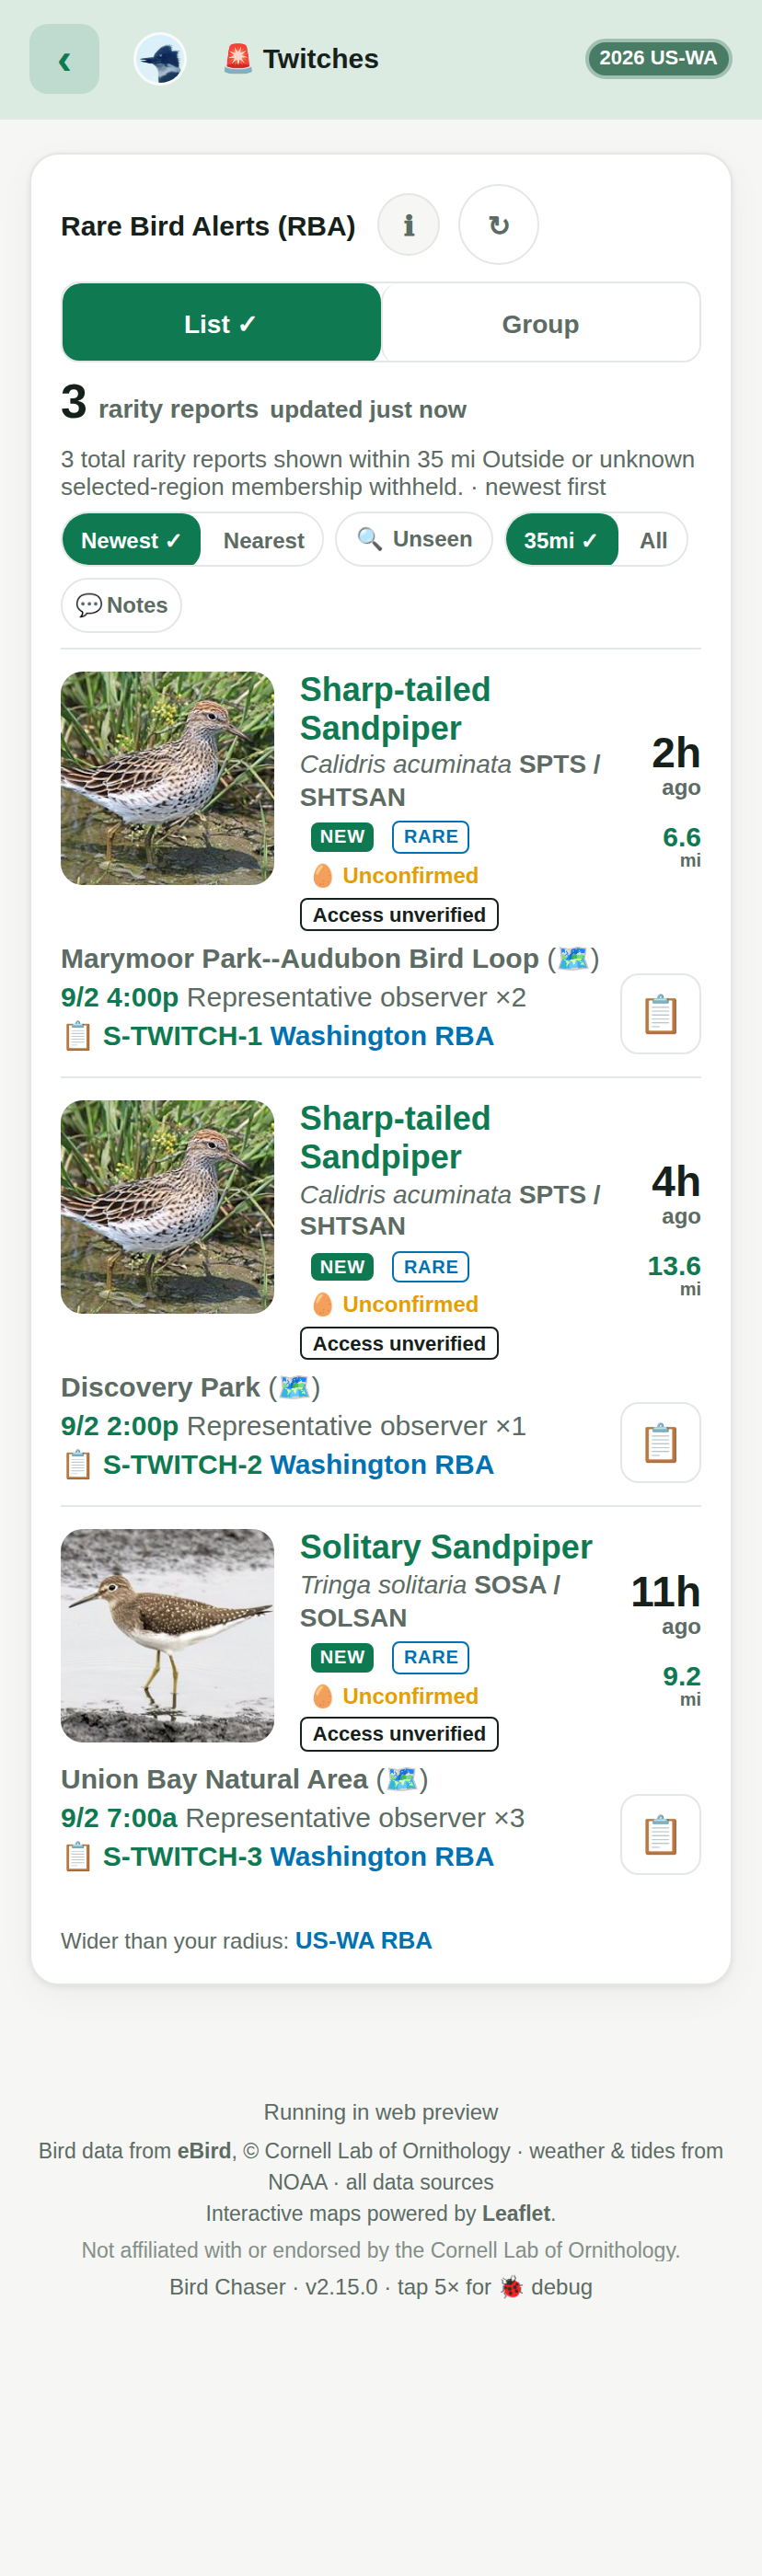 ‹ 🚨 Twitches 2026 US-WA
Rare Bird Alerts (RBA) ℹ ↻
List ✓ Group
3 rarity reports updated just now
3 total rarity reports shown within 35 mi Outside or unknown
selected-region membership withheld. · newest first
Newest ✓ Nearest 🔍 Unseen 35mi ✓ All
💬 Notes
Sharp-tailed
Sandpiper
Calidris acuminata SPTS /
SHTSAN
2h
ago
NEW RARE
6.6
mi
🥚 Unconfirmed
Access unverified
Marymoor Park--Audubon Bird Loop (🗺️)
9/2 4:00p Representative observer ×2
📋 S-TWITCH-1 Washington RBA
📋
Sharp-tailed
Sandpiper
Calidris acuminata SPTS /
SHTSAN
4h
ago
NEW RARE
13.6
mi
🥚 Unconfirmed
Access unverified
Discovery Park (🗺️)
9/2 2:00p Representative observer ×1
📋 S-TWITCH-2 Washington RBA
📋
Solitary Sandpiper
Tringa solitaria SOSA /
SOLSAN
11h
ago
NEW RARE
9.2
mi
🥚 Unconfirmed
Access unverified
Union Bay Natural Area (🗺️)
9/2 7:00a Representative observer ×3
📋 S-TWITCH-3 Washington RBA
📋
Wider than your radius: US-WA RBA
Running in web preview
Bird data from eBird, © Cornell Lab of Ornithology · weather & tides from
NOAA · all data sources
Interactive maps powered by Leaflet.
Not affiliated with or endorsed by the Cornell Lab of Ornithology.
Bird Chaser · v2.15.0 · tap 5× for 🐞 debug